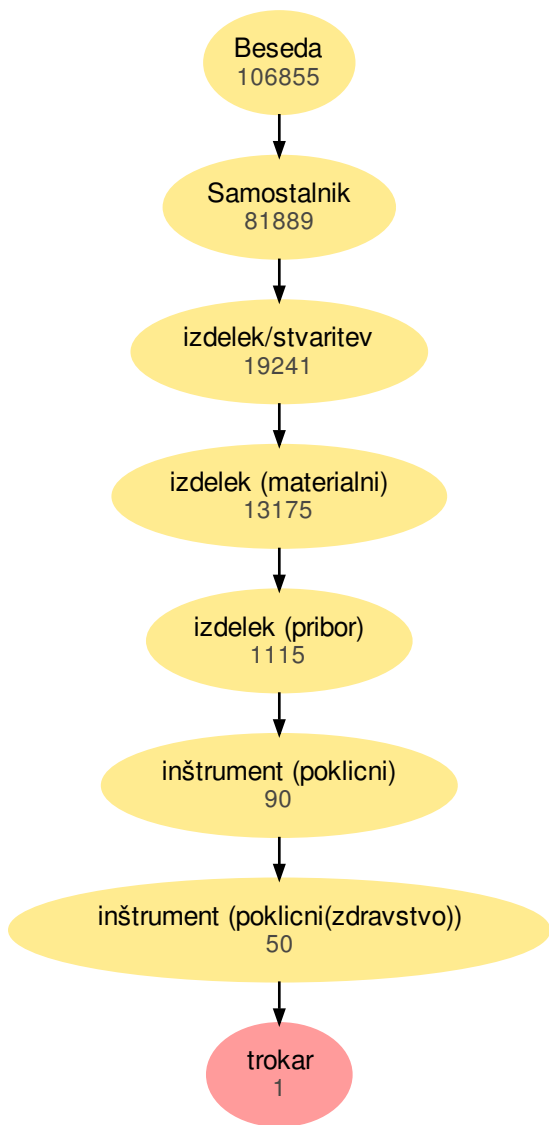 Beseda
106855
Samostalnik
81889
izdelek/stvaritev
19241
izdelek (materialni)
13175
izdelek (pribor)
1115
inštrument (poklicni)
90
inštrument (poklicni(zdravstvo))
50
trokar
1